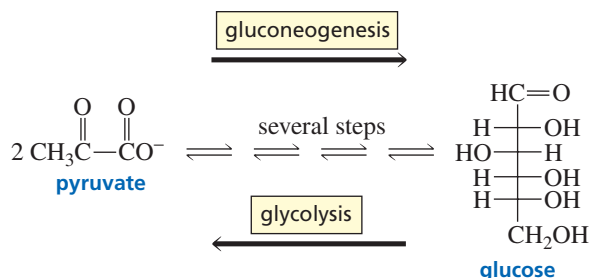 gluconeogenesis
O O
2 CH3C—CO−
pyruvate
several steps
HC=O
H OH
HO H
H OH
H OH
CH2OH
glucose
glycolysis